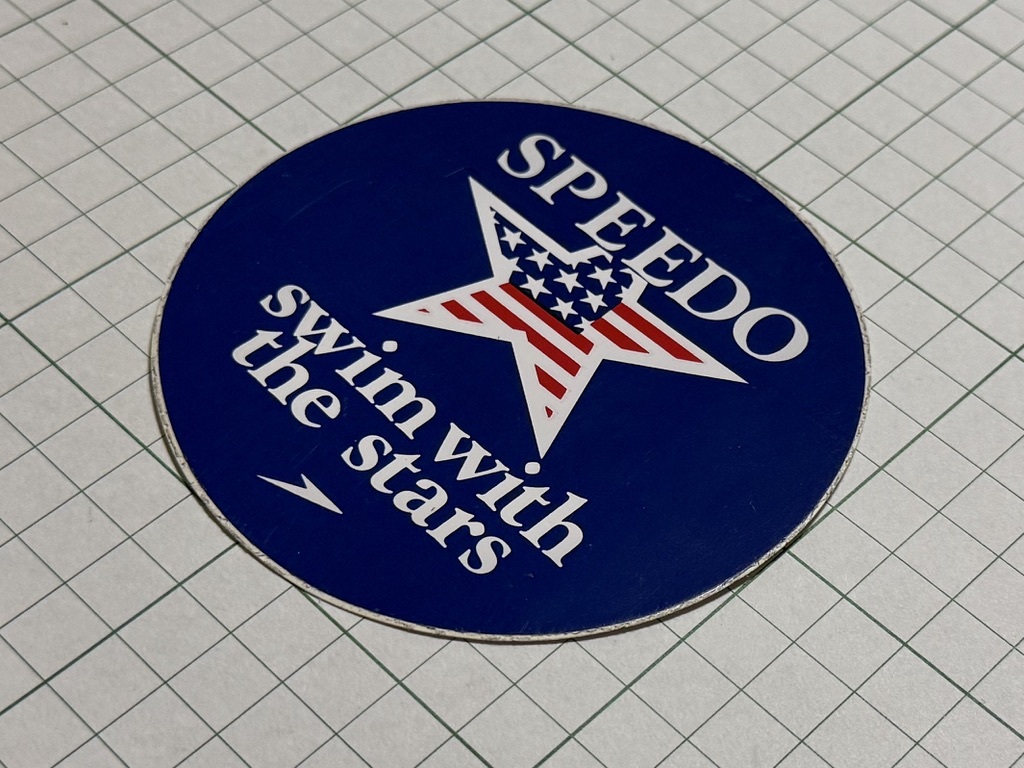 SPEEDO
swim with
the stars